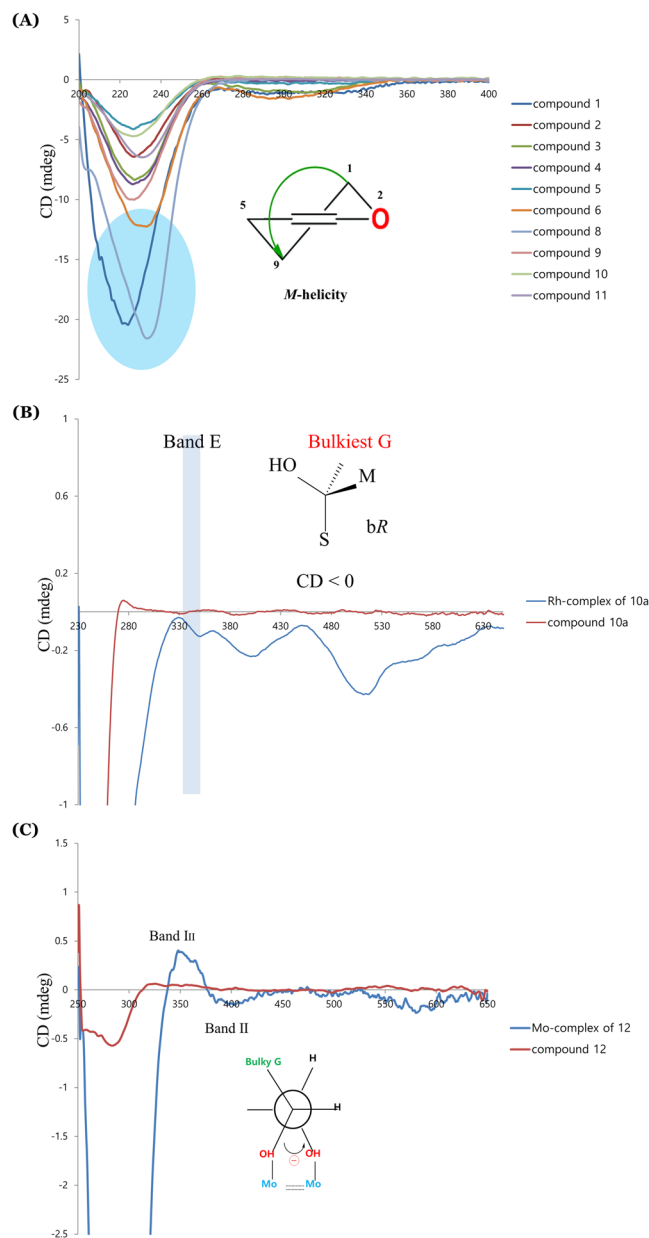 (A)
CD (mdeg)
5
0
-5
-10
-15
-20
-25
200 220 240 260 280 300 320 340 360 380 400
1
2
O
5
9
M-helicity
compound 1
compound 2
compound 3
compound 4
compound 5
compound 6
compound 8
compound 9
compound 10
compound 11
(B)
CD (mdeg)
1
0.6
0.2
-0.2
-0.6
-1
230 280 330 380 430 480 530 580 630
Band E
Bulkiest G
HO
M
S
bR
CD < 0
Rh-complex of 10a
compound 10a
(C)
CD (mdeg)
1.5
1
0.5
0
-0.5
-1
-1.5
-2
-2.5
250 300 350 400 450 500 550 600 650
Band III
Band II
Bulky G
H
H
OH
OH
Mo
Mo
Mo-complex of 12
compound 12